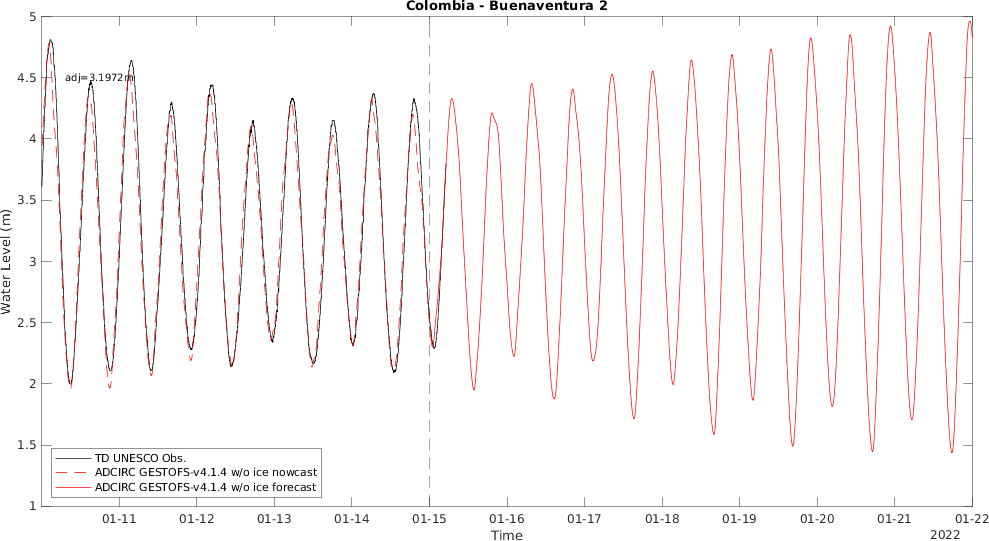 Colombia - Buenaventura 2
5
4.5
4
3.5
3
2.5
2
1.5
1
Water Level (m)
adj=3.1972m
TD UNESCO Obs.
ADCIRC GESTOFS-v4.1.4 w/o ice nowcast
ADCIRC GESTOFS-v4.1.4 w/o ice forecast
01-11 01-12 01-13 01-14 01-15 01-16 01-17 01-18 01-19 01-20 01-21 01-22
Time
2022